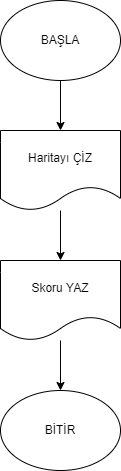 BAŞLA
Haritayı ÇİZ
Skoru YAZ
BİTİR